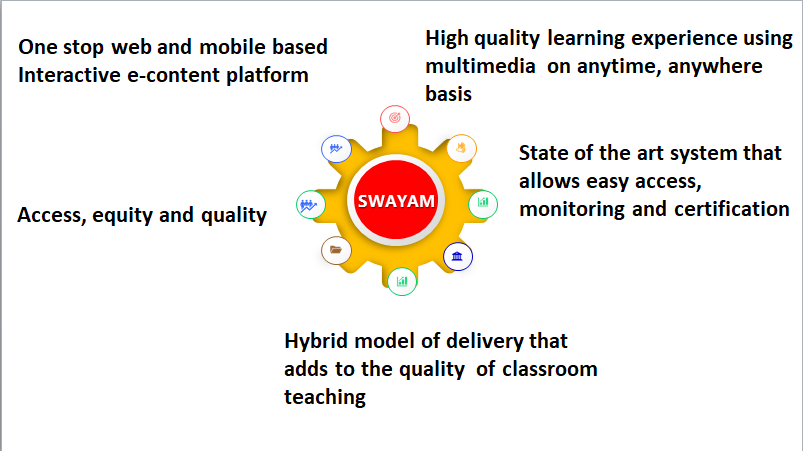 One stop web and mobile based
Interactive e-content platform
High quality learning experience using
multimedia on anytime, anywhere
basis
State of the art system that
allows easy access,
monitoring and certification
SWAYAM
Access, equity and quality
Hybrid model of delivery that
adds to the quality of classroom
teaching